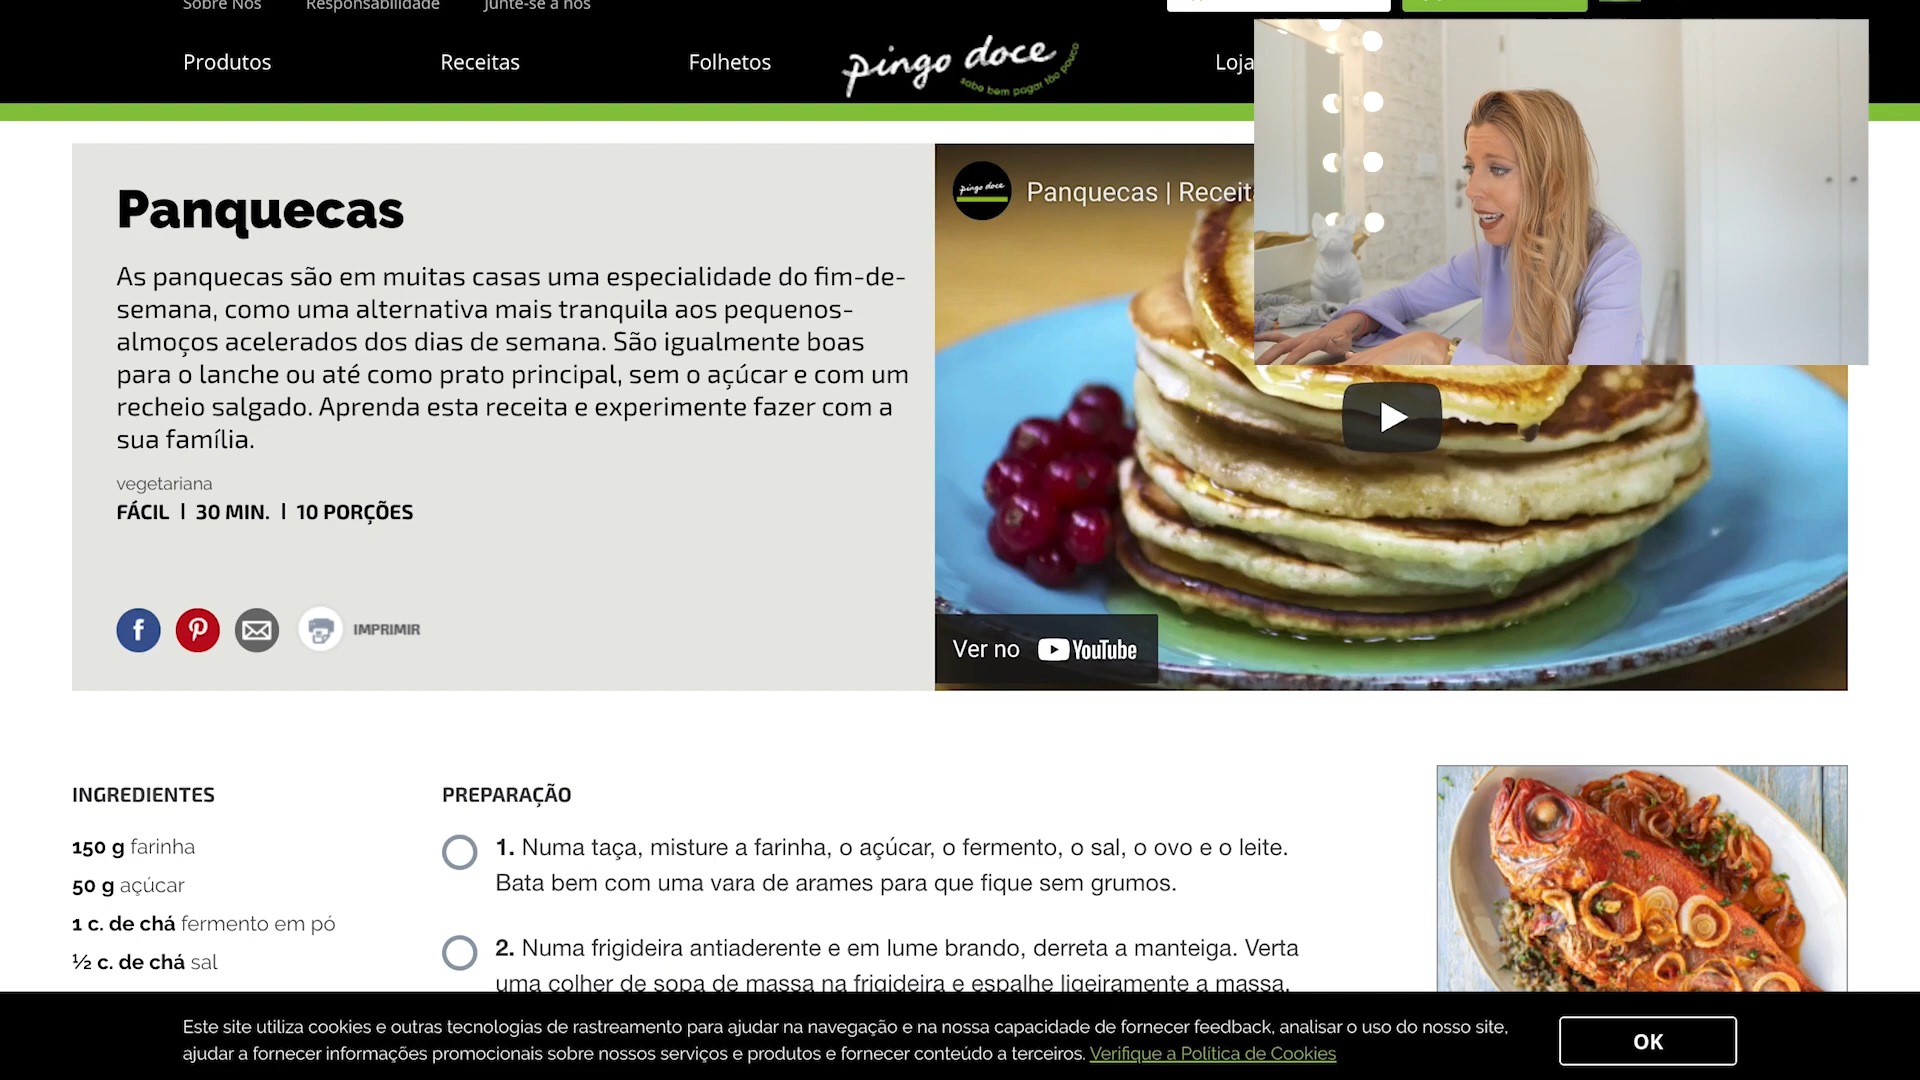 Sobre Nós Responsabilidade Junte-se a nós
Produtos Receitas Folhetos pingo doce Loja
sabe bem pagar tão pouco
Panquecas
As panquecas são em muitas casas uma especialidade do fim-de-
semana, como uma alternativa mais tranquila aos pequenos-
almoços acelerados dos dias de semana. São igualmente boas
para o lanche ou até como prato principal, sem o açúcar e com um
recheio salgado. Aprenda esta receita e experimente fazer com a
sua família.
vegetariana
FÁCIL | 30 MIN. | 10 PORÇÕES
IMPRIMIR
pingo doce
Panquecas | Receit
Ver no YouTube
INGREDIENTES
150 g farinha
50 g açúcar
1 c. de chá fermento em pó
½ c. de chá sal
PREPARAÇÃO
1. Numa taça, misture a farinha, o açúcar, o fermento, o sal, o ovo e o leite.
Bata bem com uma vara de arames para que fique sem grumos.
2. Numa frigideira antiaderente e em lume brando, derreta a manteiga. Verta
uma colher de sopa de massa na frigideira e espalhe ligeiramente a massa.
Este site utiliza cookies e outras tecnologias de rastreamento para ajudar na navegação e na nossa capacidade de fornecer feedback, analisar o uso do nosso site,
ajudar a fornecer informações promocionais sobre nossos serviços e produtos e fornecer conteúdo a terceiros. Verifique a Política de Cookies
OK